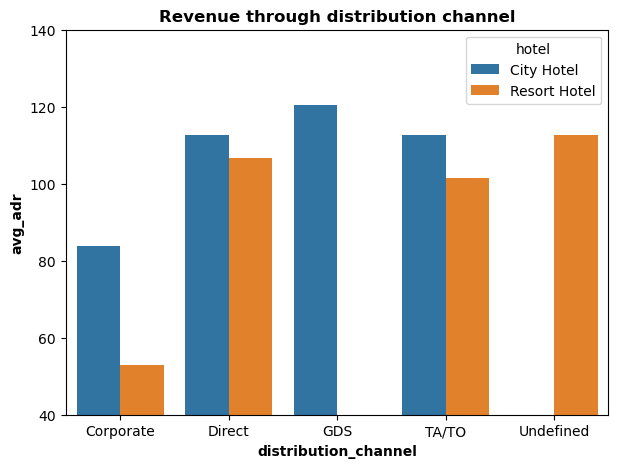 Revenue through distribution channel
hotel
City Hotel
Resort Hotel
avg_adr
140
120
100
80
60
40
Corporate
Direct
GDS
TA/TO
Undefined
distribution_channel